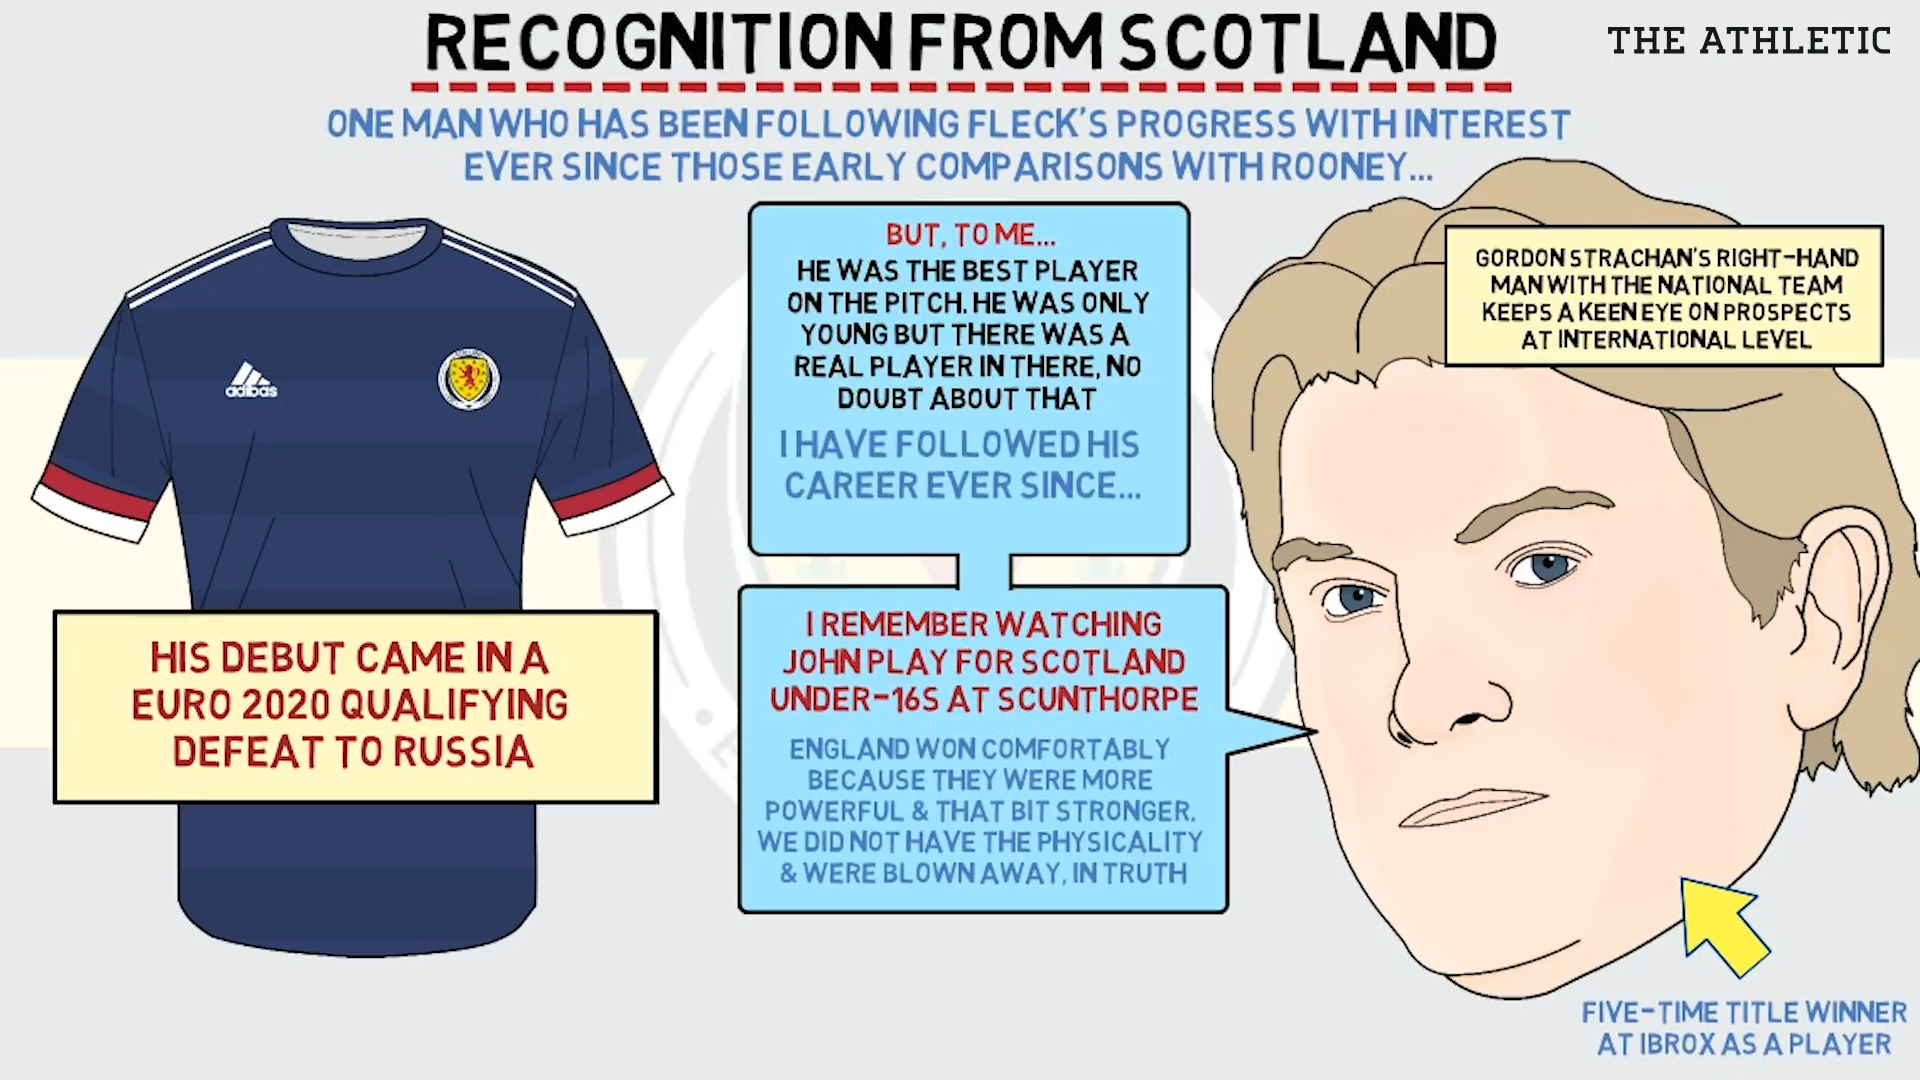 RECOGNITION FROM SCOTLAND
THE ATHLETIC
ONE MAN WHO HAS BEEN FOLLOWING FLECK'S PROGRESS WITH INTEREST
EVER SINCE THOSE EARLY COMPARISONS WITH ROONEY...
adidas
HIS DEBUT CAME IN A
EURO 2020 QUALIFYING
DEFEAT TO RUSSIA
BUT, TO ME...
HE WAS THE BEST PLAYER
ON THE PITCH. HE WAS ONLY
YOUNG BUT THERE WAS A
REAL PLAYER IN THERE, NO
DOUBT ABOUT THAT
I HAVE FOLLOWED HIS
CAREER EVER SINCE...
I REMEMBER WATCHING
JOHN PLAY FOR SCOTLAND
UNDER-16S AT SCUNTHORPE
ENGLAND WON COMFORTABLY
BECAUSE THEY WERE MORE
POWERFUL & THAT BIT STRONGER.
WE DID NOT HAVE THE PHYSICALITY
& WERE BLOWN AWAY, IN TRUTH
GORDON STRACHAN'S RIGHT-HAND
MAN WITH THE NATIONAL TEAM
KEEPS A KEEN EYE ON PROSPECTS
AT INTERNATIONAL LEVEL
FIVE-TIME TITLE WINNER
AT IBROX AS A PLAYER